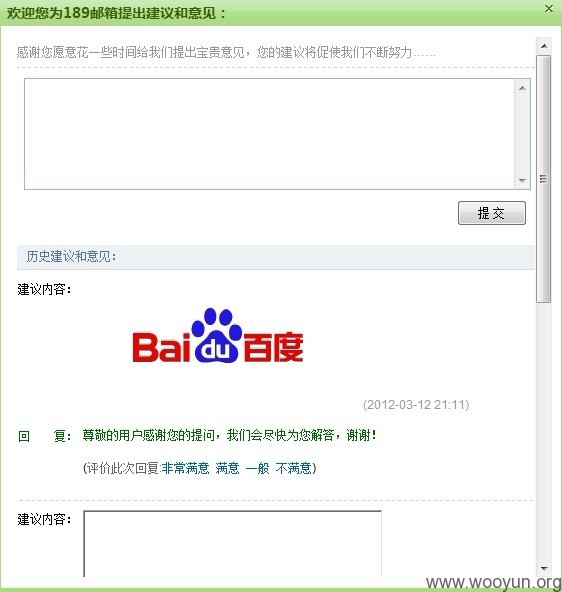 欢迎您为189邮箱提出建议和意见：
感谢您愿意花一些时间给我们提出宝贵意见，您的建议将促使我们不断努力……
提 交
历史建议和意见：
建议内容：
Bai du 百度
(2012-03-12 21:11)
回 复： 尊敬的用户感谢您的提问，我们会尽快为您解答，谢谢！
(评价此次回复:非常满意 满意 一般 不满意)
建议内容：
www.wooyun.org